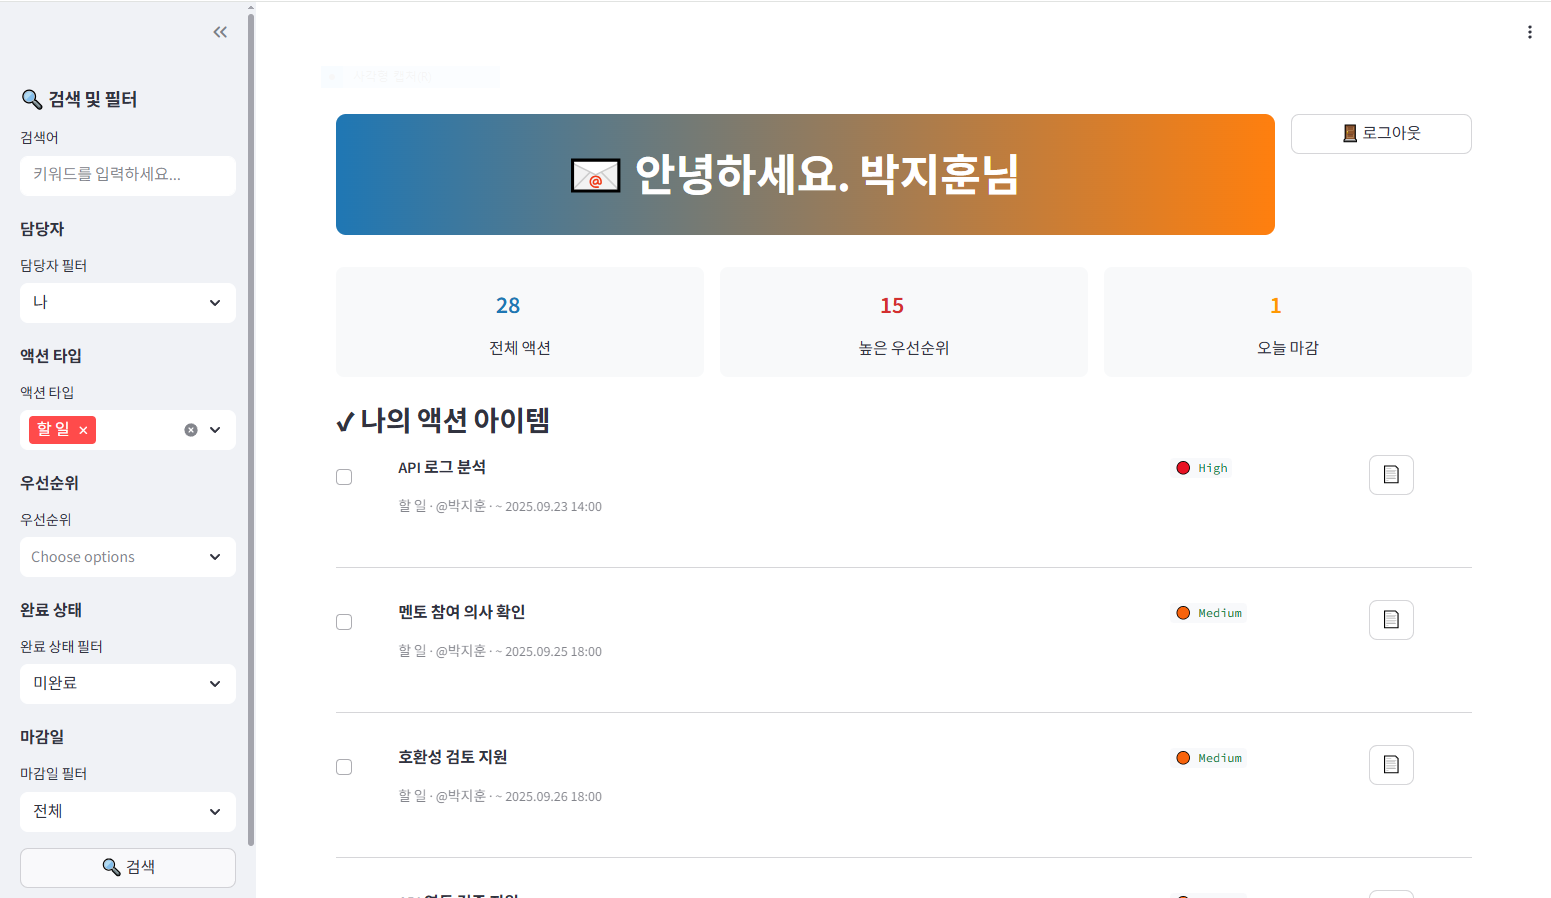 검색 및 필터
검색어
키워드를 입력하세요...
담당자
담당자 필터
나
액션 타입
액션 타입
할 일 ×
우선순위
우선순위
Choose options
완료 상태
완료 상태 필터
미완료
마감일
마감일 필터
전체
검색
안녕하세요. 박지훈님
로그아웃
28
전체 액션
15
높은 우선순위
1
오늘 마감
✓ 나의 액션 아이템
API 로그 분석
High
할 일 · @박지훈 · ~ 2025.09.23 14:00
멘토 참여 의사 확인
Medium
할 일 · @박지훈 · ~ 2025.09.25 18:00
호환성 검토 지원
Medium
할 일 · @박지훈 · ~ 2025.09.26 18:00